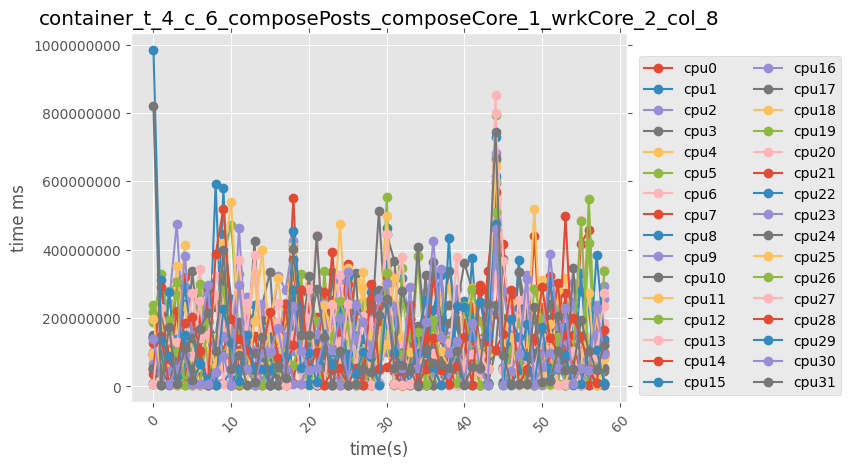 container_t_4_c_6_composePosts_composeCore_1_wrkCore_2_col_8
1000000000
800000000
600000000
400000000
200000000
0
time ms
0 10 20 30 40 50 60
time(s)
cpu0 cpu16
cpu1 cpu17
cpu2 cpu18
cpu3 cpu19
cpu4 cpu20
cpu5 cpu21
cpu6 cpu22
cpu7 cpu23
cpu8 cpu24
cpu9 cpu25
cpu10 cpu26
cpu11 cpu27
cpu12 cpu28
cpu13 cpu29
cpu14 cpu30
cpu15 cpu31